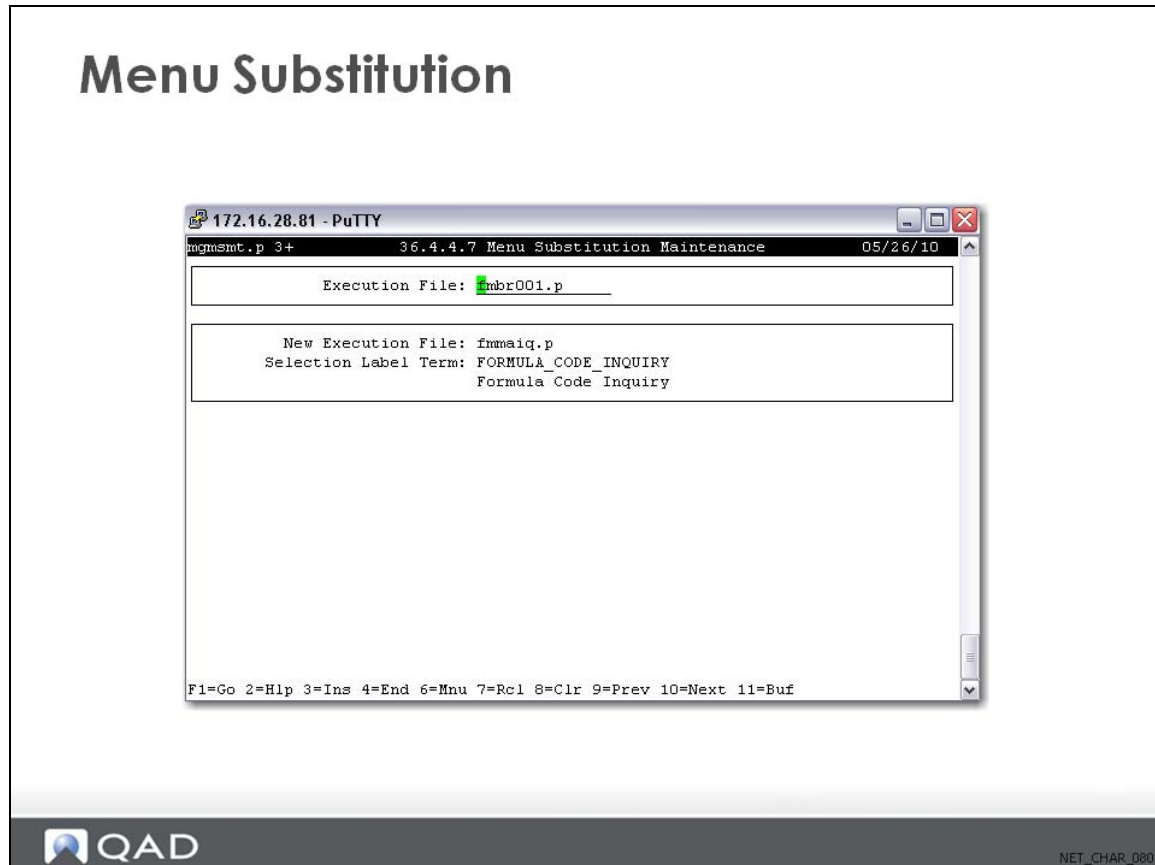 Menu Substitution
172.16.28.81 - PuTTY
mgmsmt.p 3+ 36.4.4.7 Menu Substitution Maintenance 05/26/10
Execution File: fmbr001.p
New Execution File: fmmaiq.p
Selection Label Term: FORMULA_CODE_INQUIRY
Formula Code Inquiry
F1=Go 2=Hlp 3=Ins 4=End 6=Mnu 7=Rcl 8=Clr 9=Prev 10=Next 11=Buf
QAD
NET_CHAR_080